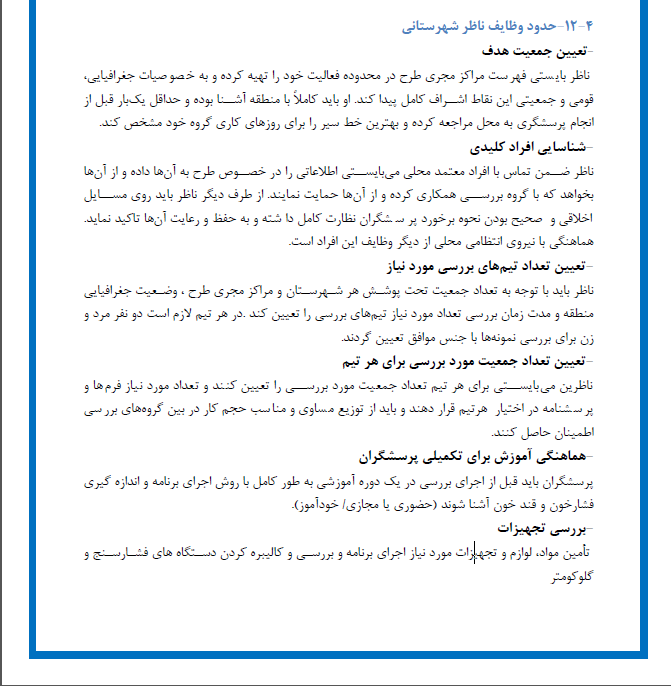 ۴-۱۲-حدود وظایف ناظر شهرستانی
-تعیین جمعیت هدف
ناظر بایستی فهرست مراکز مجری طرح در محدوده فعالیت خود را تهیه کرده و به خصوصیات جغرافیایی،
قومی و جمعیتی این نقاط اشراف کامل پیدا کند. او باید کاملاً با منطقه آشنا بوده و حداقل یک‌بار قبل از
انجام پرسشگری به محل مراجعه کرده و بهترین خط سیر را برای روزهای کاری گروه خود مشخص کند.
-شناسایی افراد کلیدی
ناظر ضمن تماس با افراد معتمد محلی می‌بایستی اطلاعاتی را در خصوص طرح به آن‌ها داده و از آن‌ها
بخواهد که با گروه بررسی همکاری کرده و از آن‌ها حمایت نمایند. از طرف دیگر ناظر باید روی مسایل
اخلاقی و صحیح بودن نحوه برخورد پرسشگران نظارت کامل داشته و به حفظ و رعایت آن‌ها تاکید نماید.
هماهنگی با نیروی انتظامی محلی از دیگر وظایف این افراد است.
-تعیین تعداد تیم‌های بررسی مورد نیاز
ناظر باید با توجه به تعداد جمعیت تحت پوشش هر شهرستان و مراکز مجری طرح ، وضعیت جغرافیایی
منطقه و مدت زمان بررسی تعداد مورد نیاز تیم‌های بررسی را تعیین کند .در هر تیم لازم است دو نفر مرد و
زن برای بررسی نمونه‌ها با جنس موافق تعیین گردند.
-تعیین تعداد جمعیت مورد بررسی برای هر تیم
ناظرین می‌بایستی برای هر تیم تعداد جمعیت مورد بررسی را تعیین کنند و تعداد مورد نیاز فرم‌ها و
پرسشنامه در اختیار هرتیم قرار دهند و باید از توزیع مساوی و مناسب حجم کار در بین گروه‌های بررسی
اطمینان حاصل کنند.
-هماهنگی آموزش برای تکمیلی پرسشگران
پرسشگران باید قبل از اجرای بررسی در یک دوره آموزشی به طور کامل با روش اجرای برنامه و اندازه گیری
فشارخون و قند خون آشنا شوند (حضوری یا مجازی/ خودآموز).
-بررسی تجهیزات
تأمین مواد، لوازم و تجهیزات مورد نیاز اجرای برنامه و بررسی و کالیبره کردن دستگاه های فشارسنج و
گلوکومتر